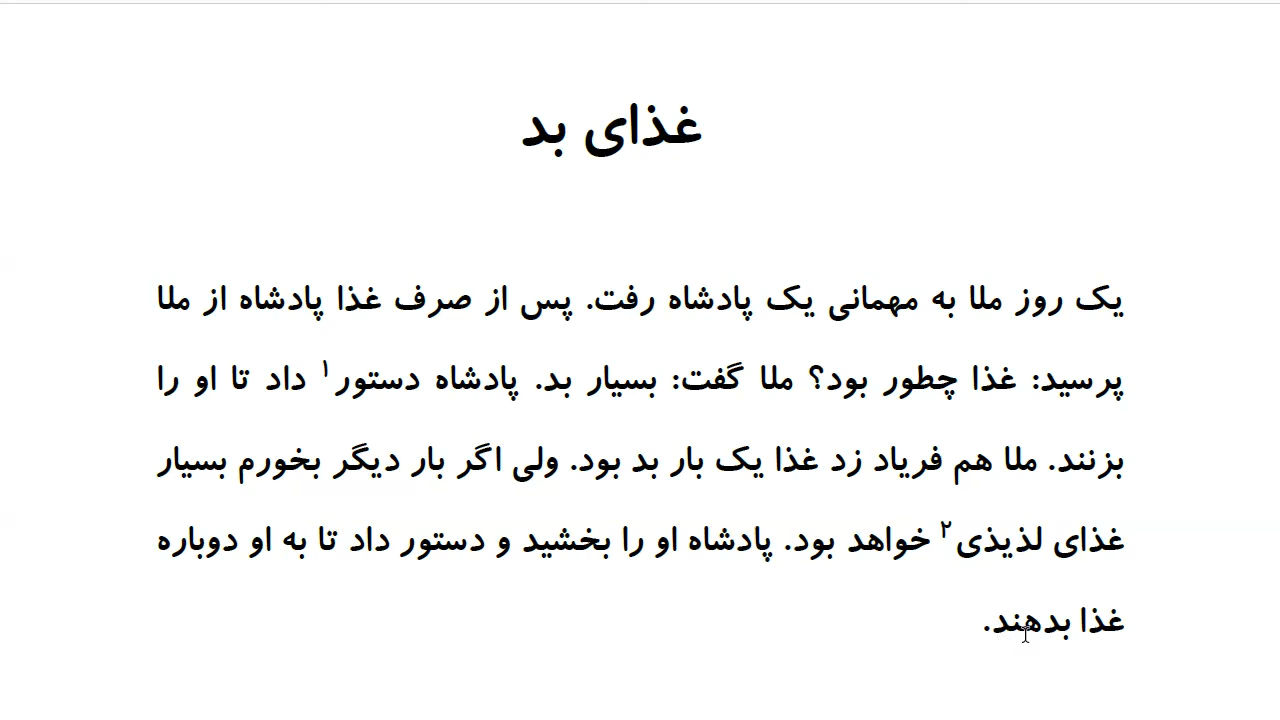 غذای بد
یک روز ملا به مهمانی یک پادشاه رفت. پس از صرف غذا پادشاه از ملا
پرسید: غذا چطور بود؟ ملا گفت: بسیار بد. پادشاه دستور۱ داد تا او را
بزنند. ملا هم فریاد زد غذا یک بار بد بود. ولی اگر بار دیگر بخورم بسیار
غذای لذیذی۲ خواهد بود. پادشاه او را بخشید و دستور داد تا به او دوباره
غذا بدهند.